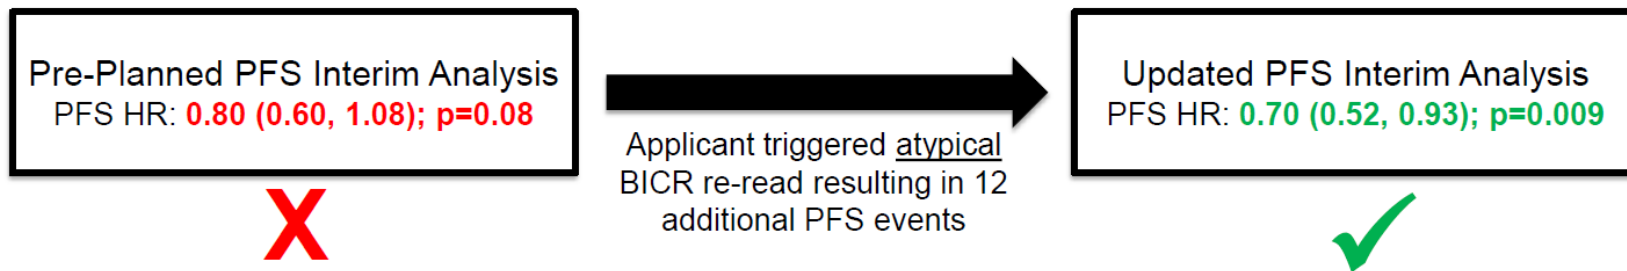 Pre-Planned PFS Interim Analysis
PFS HR: 0.80 (0.60, 1.08); p=0.08
Applicant triggered atypical
BICR re-read resulting in 12
additional PFS events
Updated PFS Interim Analysis
PFS HR: 0.70 (0.52, 0.93); p=0.009